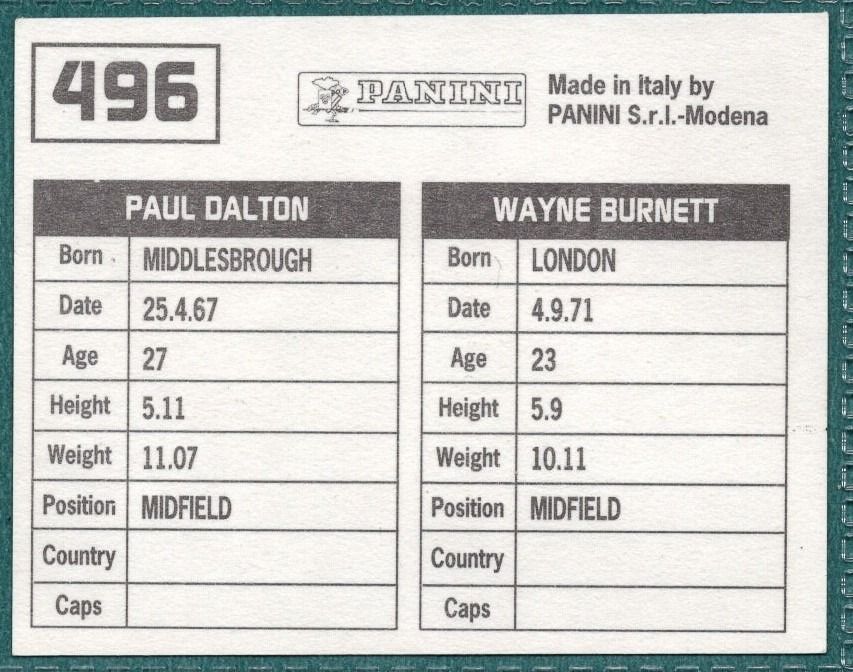 496
PANINI
Made in Italy by
PANINI S.r.l.-Modena
PAUL DALTON
Born MIDDLESBROUGH
Date 25.4.67
Age 27
Height 5.11
Weight 11.07
Position MIDFIELD
Country
Caps
WAYNE BURNETT
Born LONDON
Date 4.9.71
Age 23
Height 5.9
Weight 10.11
Position MIDFIELD
Country
Caps